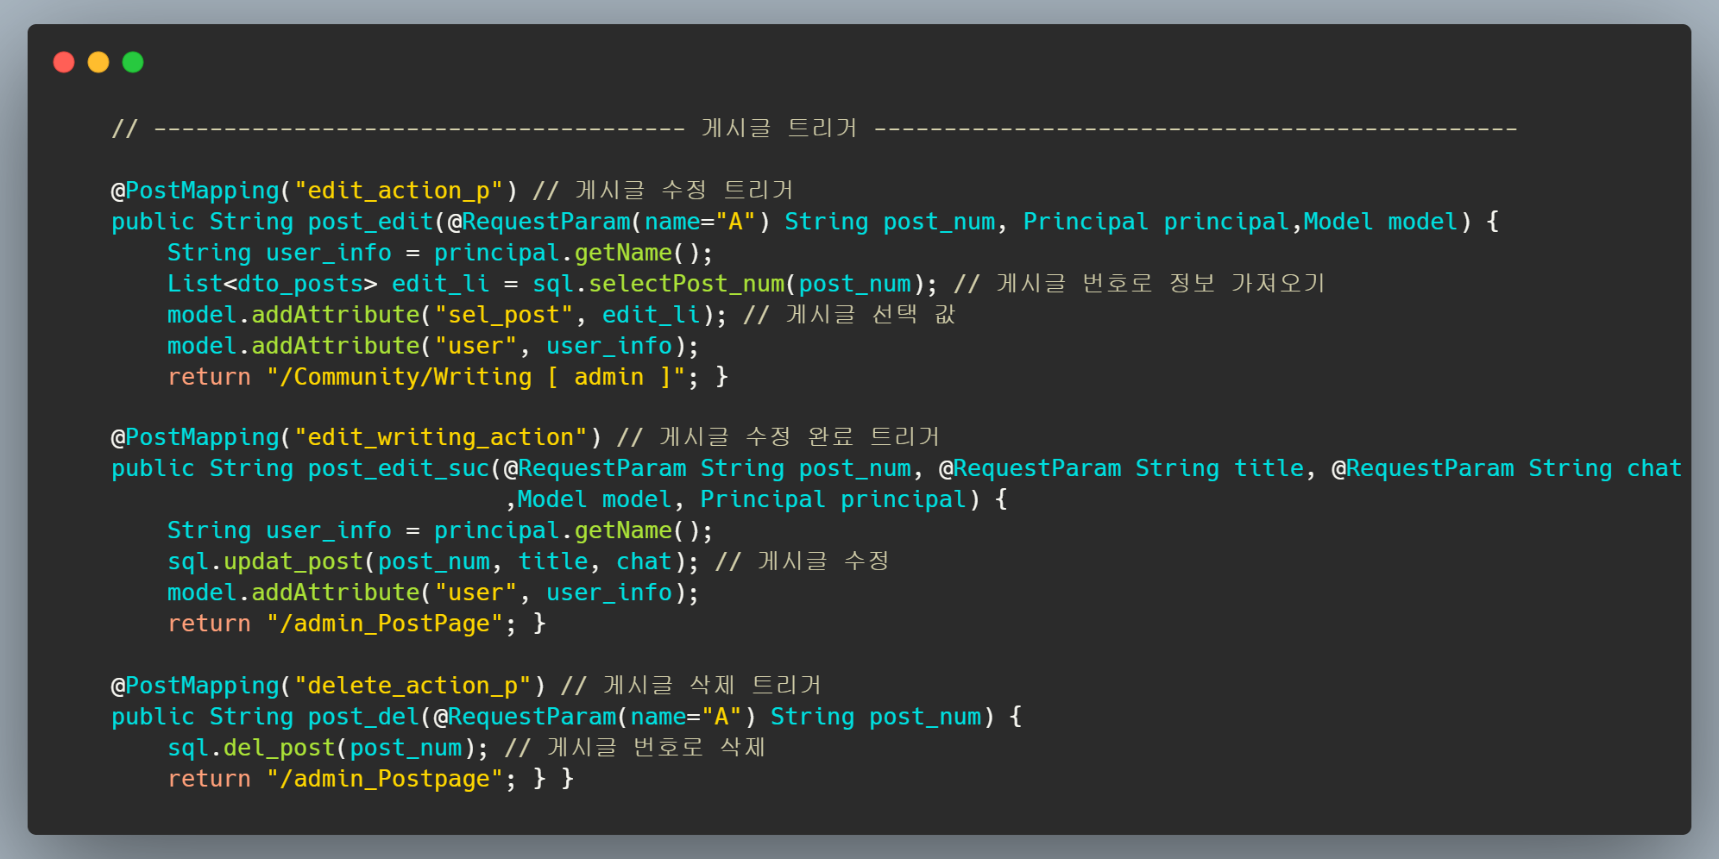 // -------------------------------------- 게시글 트리거 ----------------------------------------------
@PostMapping("edit_action_p") // 게시글 수정 트리거
public String post_edit(@RequestParam(name="A") String post_num, Principal principal,Model model) {
    String user_info = principal.getName();
    List<dto_posts> edit_li = sql.selectPost_num(post_num); // 게시글 번호로 정보 가져오기
    model.addAttribute("sel_post", edit_li); // 게시글 선택 값
    model.addAttribute("user", user_info);
    return "/Community/Writing [ admin ]"; }
@PostMapping("edit_writing_action") // 게시글 수정 완료 트리거
public String post_edit_suc(@RequestParam String post_num, @RequestParam String title, @RequestParam String chat
                            ,Model model, Principal principal) {
    String user_info = principal.getName();
    sql.updat_post(post_num, title, chat); // 게시글 수정
    model.addAttribute("user", user_info);
    return "/admin_PostPage"; }
@PostMapping("delete_action_p") // 게시글 삭제 트리거
public String post_del(@RequestParam(name="A") String post_num) {
    sql.del_post(post_num); // 게시글 번호로 삭제
    return "/admin_Postpage"; } }